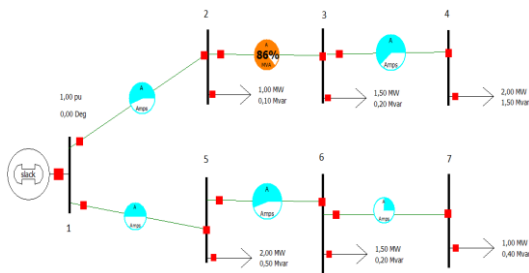 2
3
4
A
A
A
86%
MVA
Amps
1,00 pu
0,00 Deg
1,00 MW
0,10 Mvar
1,50 MW
0,20 Mvar
2,00 MW
1,50 Mvar
A
Amps
slack
5
6
7
1
A
Amps
A
Amps
A
Amps
2,00 MW
0,50 Mvar
1,50 MW
0,20 Mvar
1,00 MW
0,40 Mvar